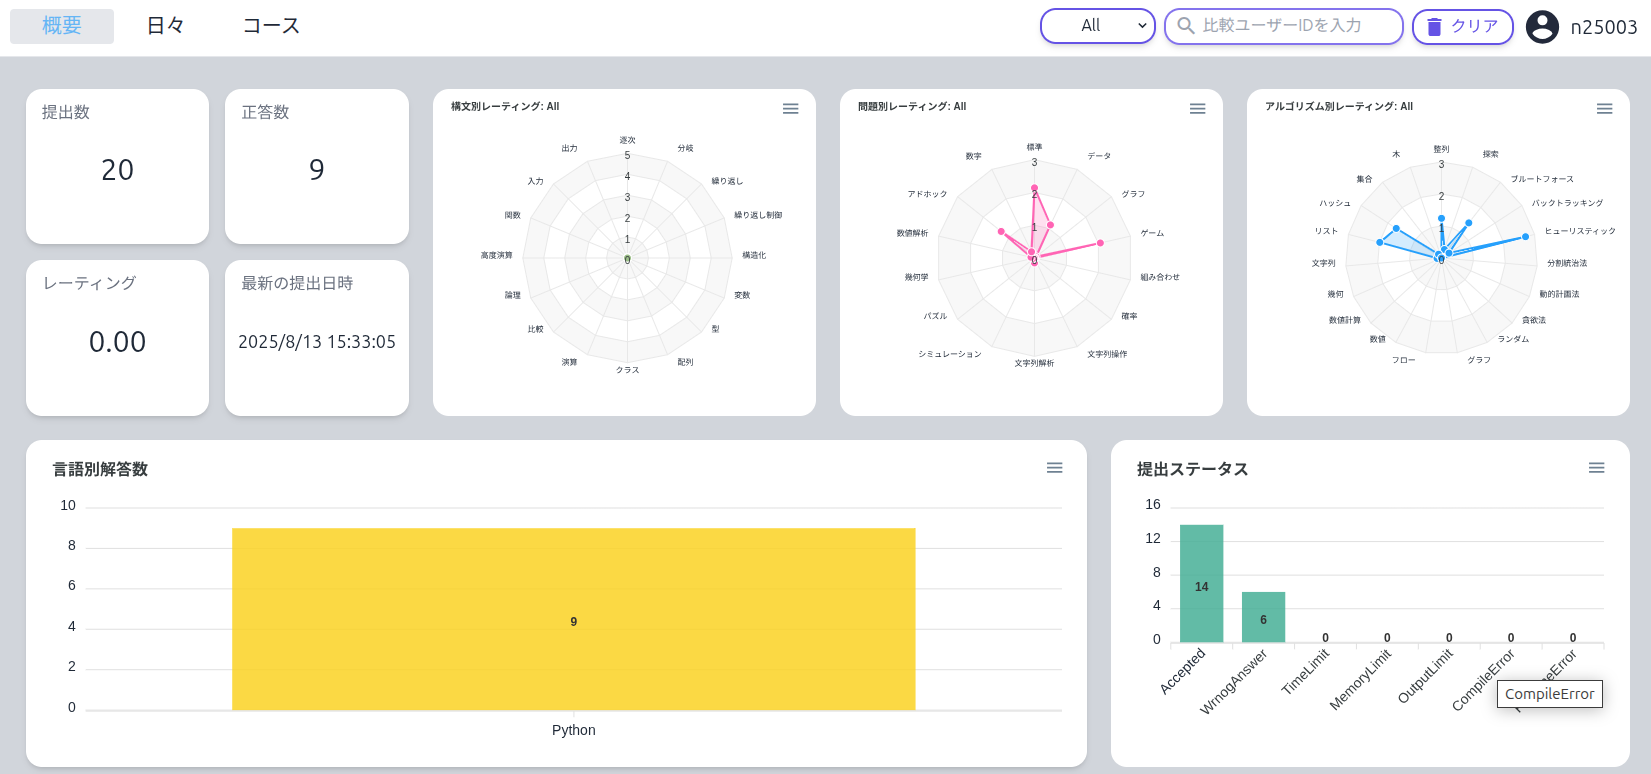 概要 日々 コース All 比較ユーザーIDを入力 クリア n25003
提出数
20
正答数
9
レーティング
0.00
最新の提出日時
2025/8/13 15:33:05
構文別レーティング: All
逐次
分岐
繰り返し
繰り返し制御
構造化
変数
型
配列
クラス
演算
比較
論理
高度演算
関数
入力
出力
5
4
3
2
1
0
問題別レーティング: All
標準
データ
グラフ
ゲーム
組み合わせ
確率
文字列操作
文字列解析
シミュレーション
パズル
幾何学
数値解析
アドホック
数字
3
2
1
0
アルゴリズム別レーティング: All
整列
探索
ブルートフォース
バックトラッキング
ヒューリスティック
分割統治法
動的計画法
貪欲法
ランダム
グラフ
フロー
数値
数値計算
幾何
文字列
リスト
ハッシュ
集合
木
3
2
1
0
言語別解答数
10
8
6
4
2
0
9
Python
提出ステータス
16
12
8
4
0
14
6
0
0
0
0
0
Accepted
WrnogAnswer
TimeLimit
MemoryLimit
OutputLimit
CompileError
CompileError